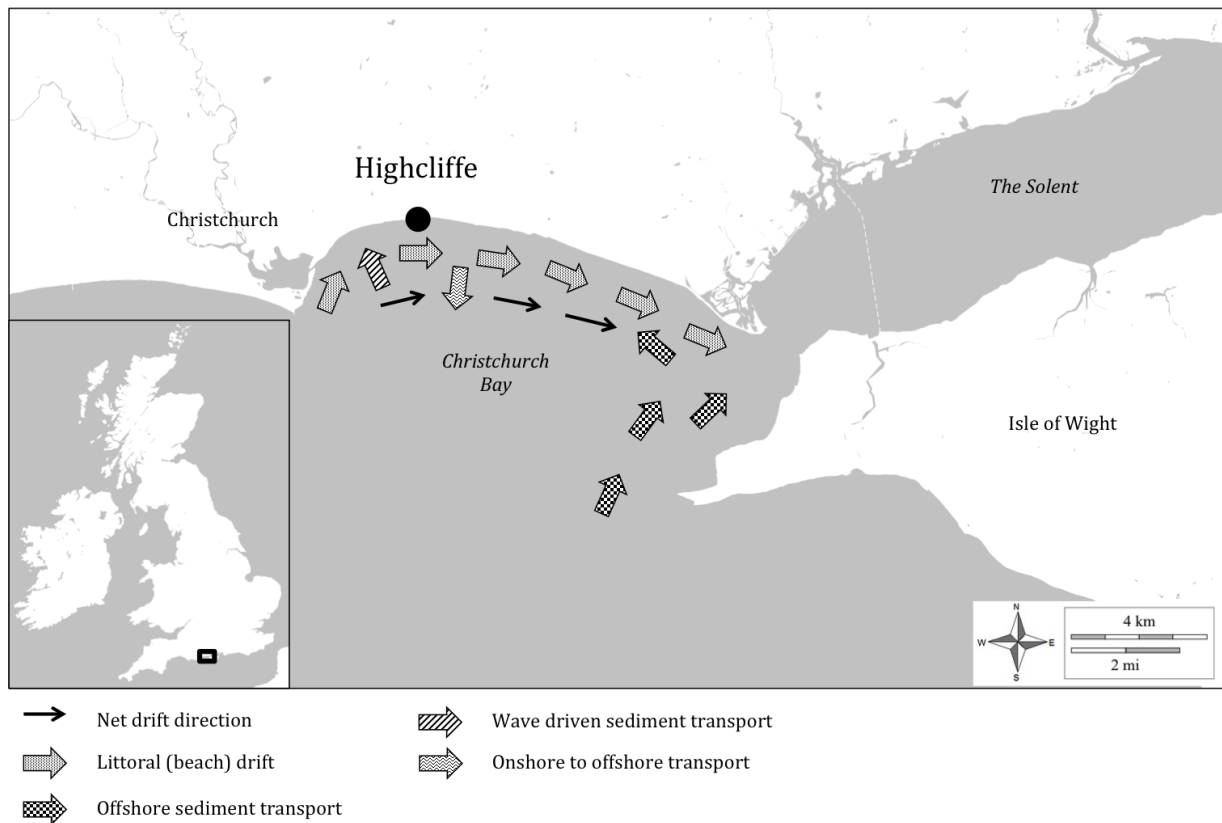 Highcliffe
Christchurch
The Solent
Christchurch
Bay
Isle of Wight
N
W
E
S
4 km
2 mi
Net drift direction
Wave driven sediment transport
Littoral (beach) drift
Onshore to offshore transport
Offshore sediment transport